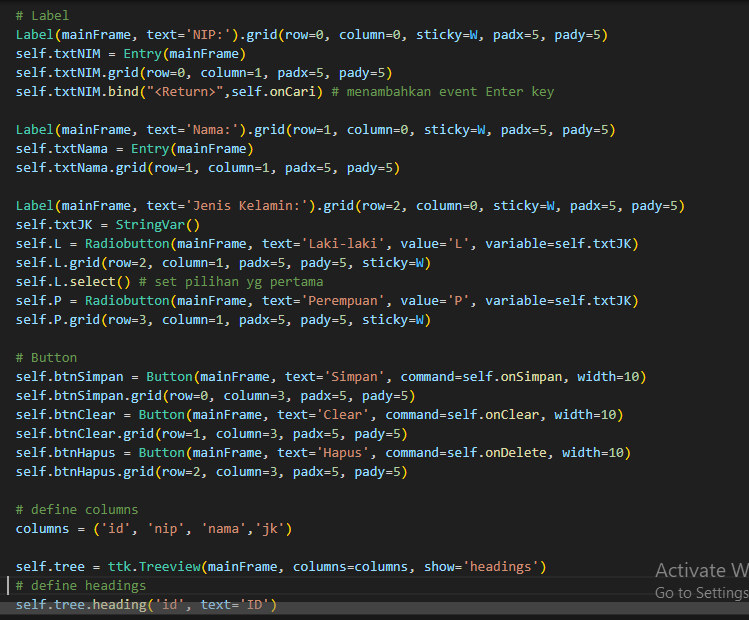 # Label
Label(mainFrame, text='NIP:').grid(row=0, column=0, sticky=W, padx=5, pady=5)
self.txtNIM = Entry(mainFrame)
self.txtNIM.grid(row=0, column=1, padx=5, pady=5)
self.txtNIM.bind("<Return>",self.onCari) # menambahkan event Enter key
Label(mainFrame, text='Nama:').grid(row=1, column=0, sticky=W, padx=5, pady=5)
self.txtNama = Entry(mainFrame)
self.txtNama.grid(row=1, column=1, padx=5, pady=5)
Label(mainFrame, text='Jenis Kelamin:').grid(row=2, column=0, sticky=W, padx=5, pady=5)
self.txtJK = StringVar()
self.L = Radiobutton(mainFrame, text='Laki-laki', value='L', variable=self.txtJK)
self.L.grid(row=2, column=1, padx=5, pady=5, sticky=W)
self.L.select() # set pilihan yg pertama
self.P = Radiobutton(mainFrame, text='Perempuan', value='P', variable=self.txtJK)
self.P.grid(row=3, column=1, padx=5, pady=5, sticky=W)
# Button
self.btnSimpan = Button(mainFrame, text='Simpan', command=self.onSimpan, width=10)
self.btnSimpan.grid(row=0, column=3, padx=5, pady=5)
self.btnClear = Button(mainFrame, text='Clear', command=self.onClear, width=10)
self.btnClear.grid(row=1, column=3, padx=5, pady=5)
self.btnHapus = Button(mainFrame, text='Hapus', command=self.onDelete, width=10)
self.btnHapus.grid(row=2, column=3, padx=5, pady=5)
# define columns
columns = ('id', 'nip', 'nama','jk')
self.tree = ttk.Treeview(mainFrame, columns=columns, show='headings')
Activate W
# define headings
Go to Settings
self.tree.heading('id', text='ID')